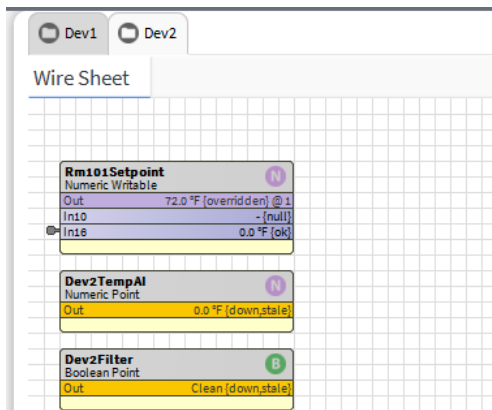 Dev1 Dev2
Wire Sheet
Rm101Setpoint
N
Numeric Writable
Out 72.0 °F {overridden} @ 1
In10 - {null}
In16 0.0 °F {ok}
Dev2TempAI
N
Numeric Point
Out 0.0 °F {down,stale}
Dev2Filter
B
Boolean Point
Out Clean {down,stale}